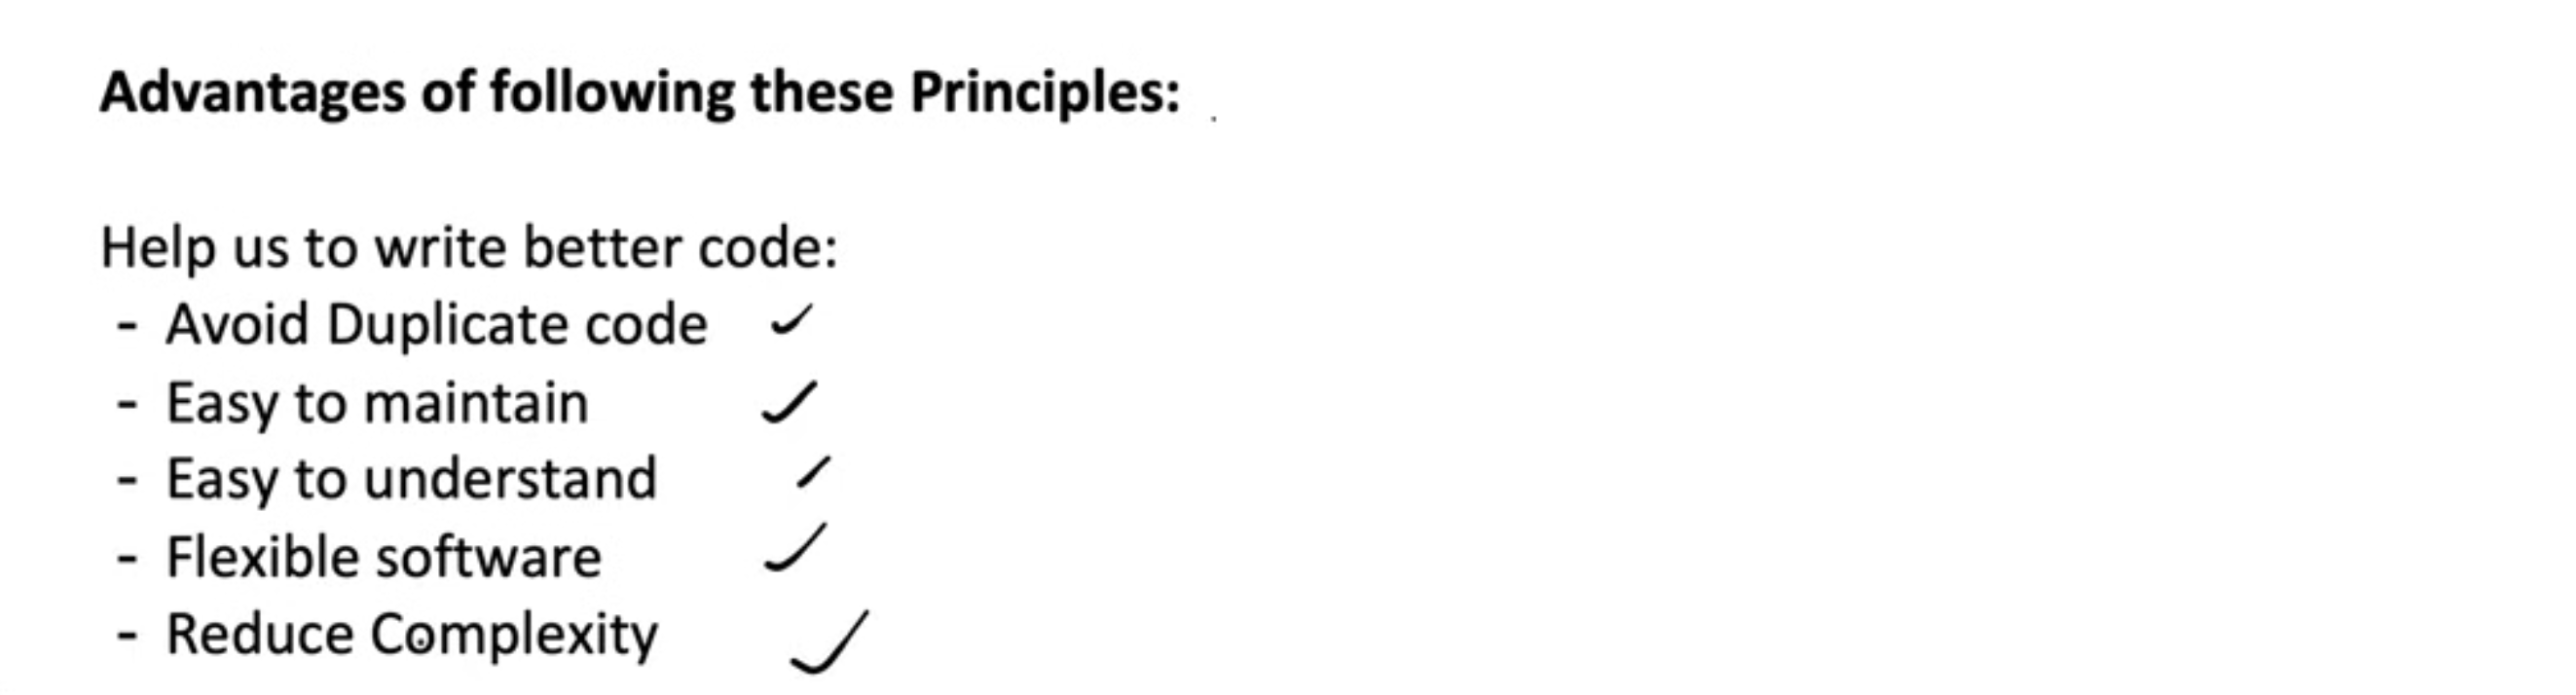 Advantages of following these Principles:
Help us to write better code:
- Avoid Duplicate code ✓
- Easy to maintain ✓
- Easy to understand
- Flexible software ✓
- Reduce Complexity ✓